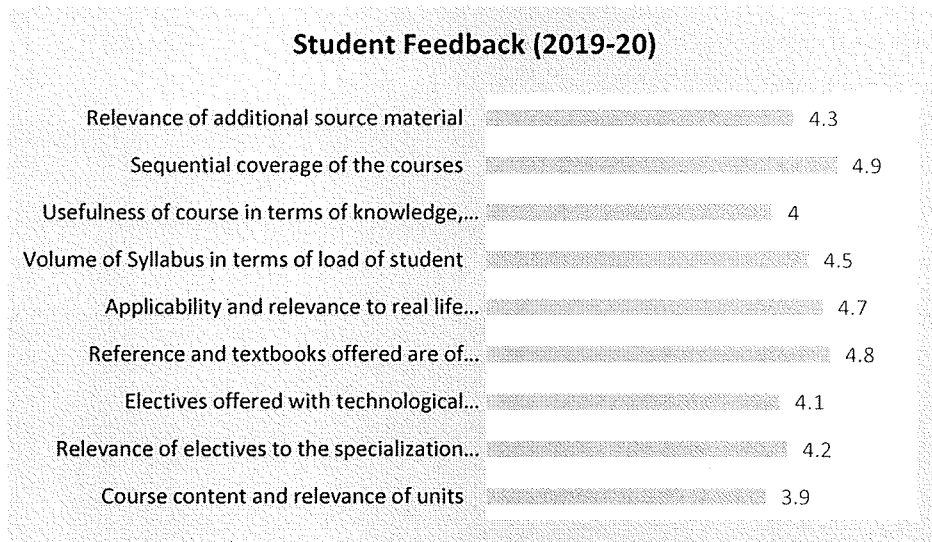 Student Feedback (2019-20)
Relevance of additional source material 4.3
Sequential coverage of the courses 4.9
Usefulness of course in terms of knowledge,... 4
Volume of Syllabus in terms of load of student 4.5
Applicability and relevance to real life... 4.7
Reference and textbooks offered are of... 4.8
Electives offered with technological... 4.1
Relevance of electives to the specialization... 4.2
Course content and relevance of units 3.9